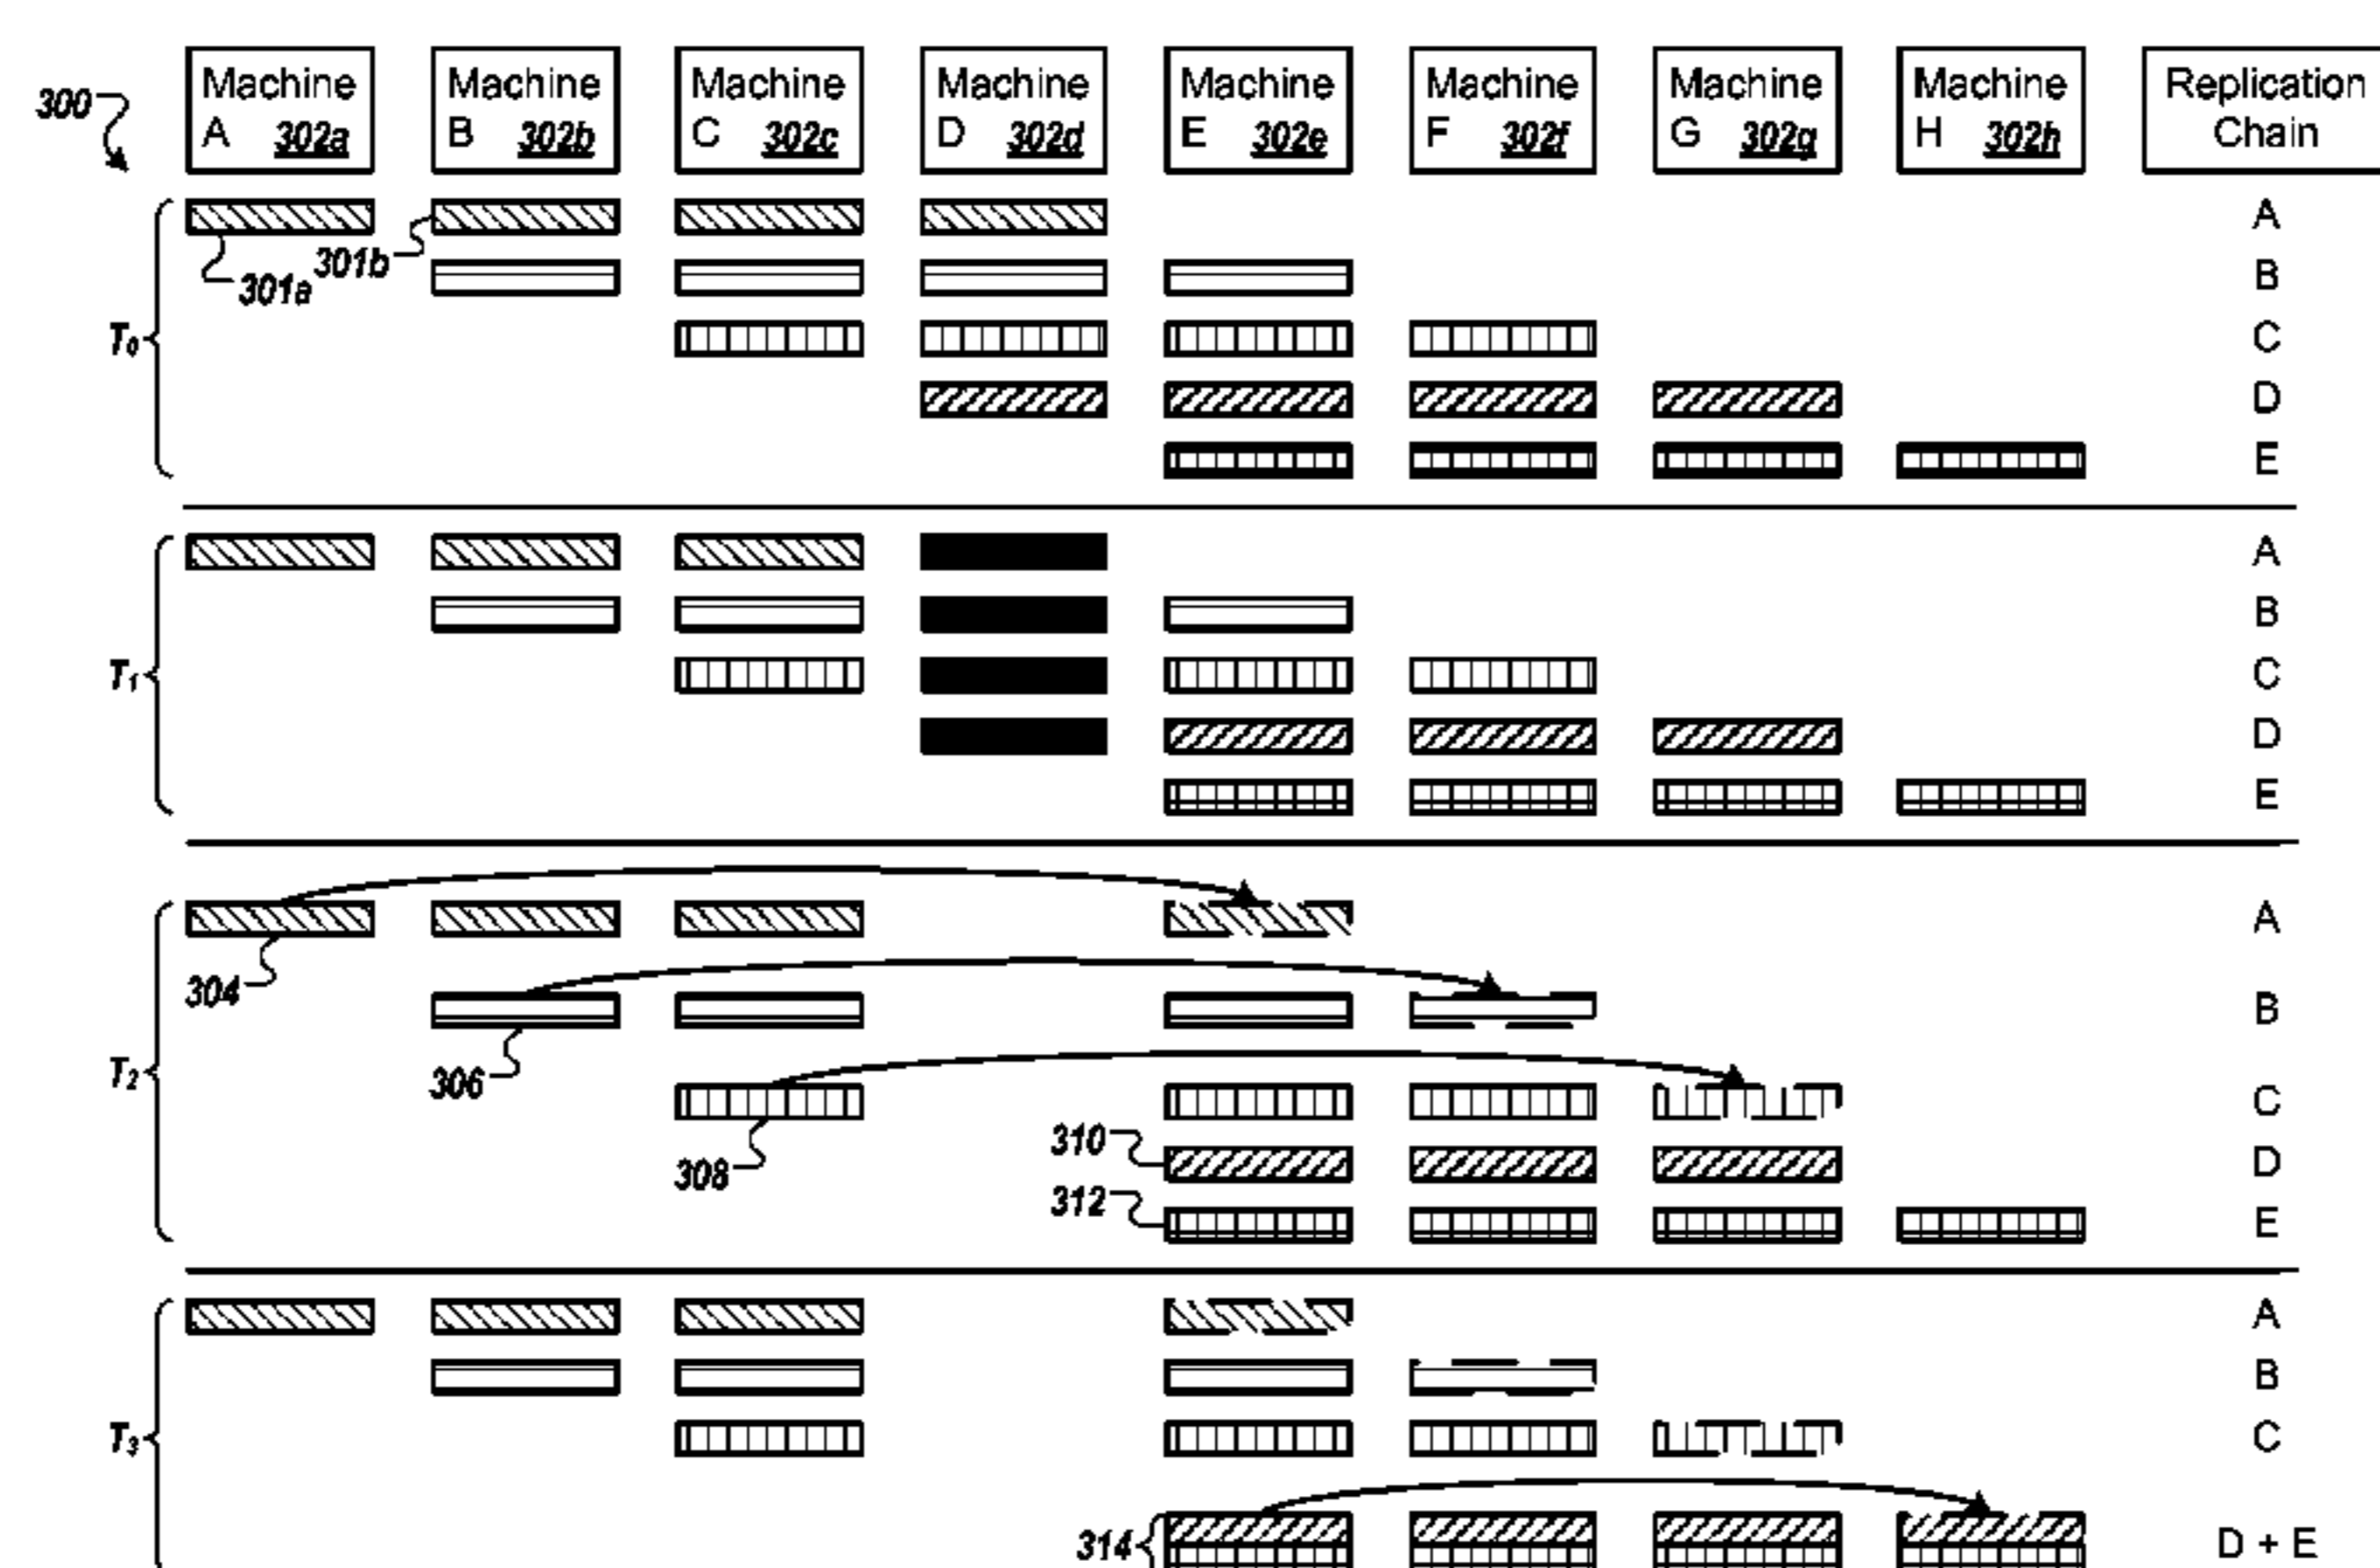 300
Machine A 302a
Machine B 302b
Machine C 302c
Machine D 302d
Machine E 302e
Machine F 302f
Machine G 302g
Machine H 302h
Replication Chain
T0
301a
301b
A
B
C
D
E
T1
A
B
C
D
E
T2
304
A
306
B
308
C
310
D
312
E
T3
A
B
C
314
D + E